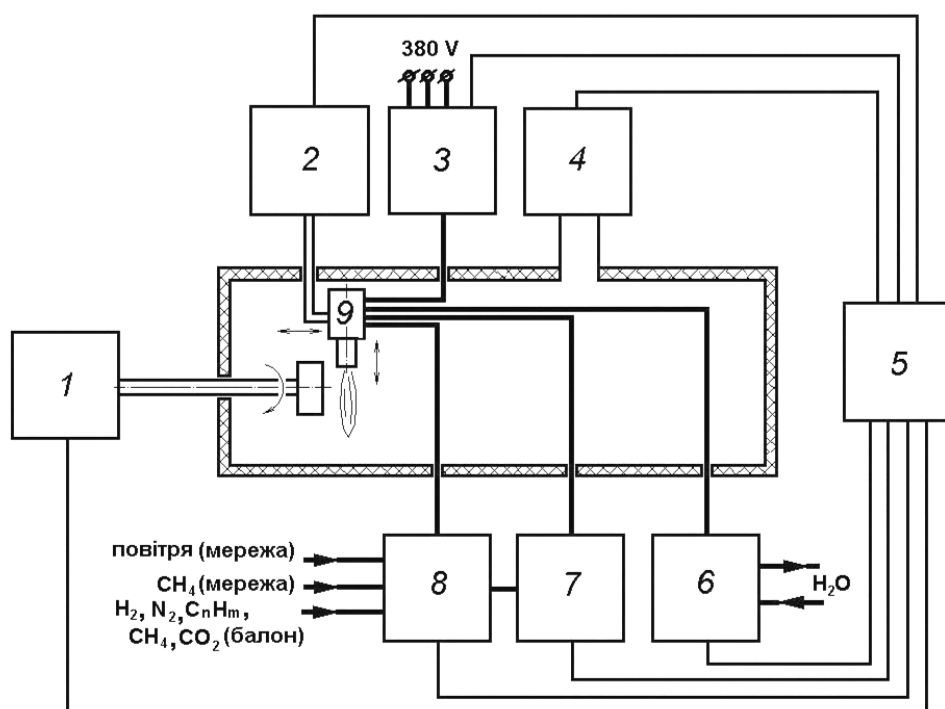 380 V
2
3
4
9
1
5
повітря (мережа)
CH₄ (мережа)
H₂, N₂, CₙHₘ,
CH₄, CO₂ (балон)
8
7
6
H₂O